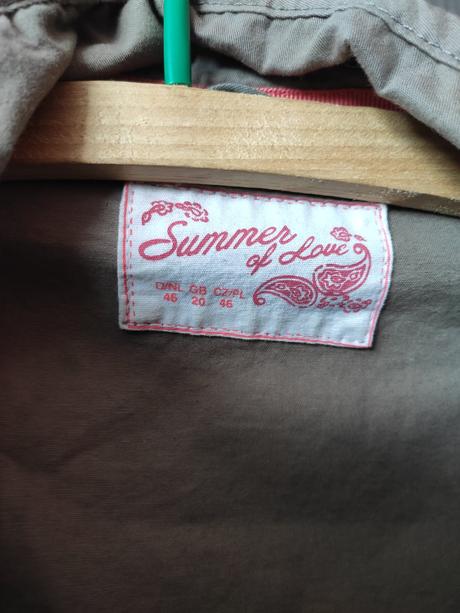 Summer
of Love
D/NL GB CZ/PL
46 20 46